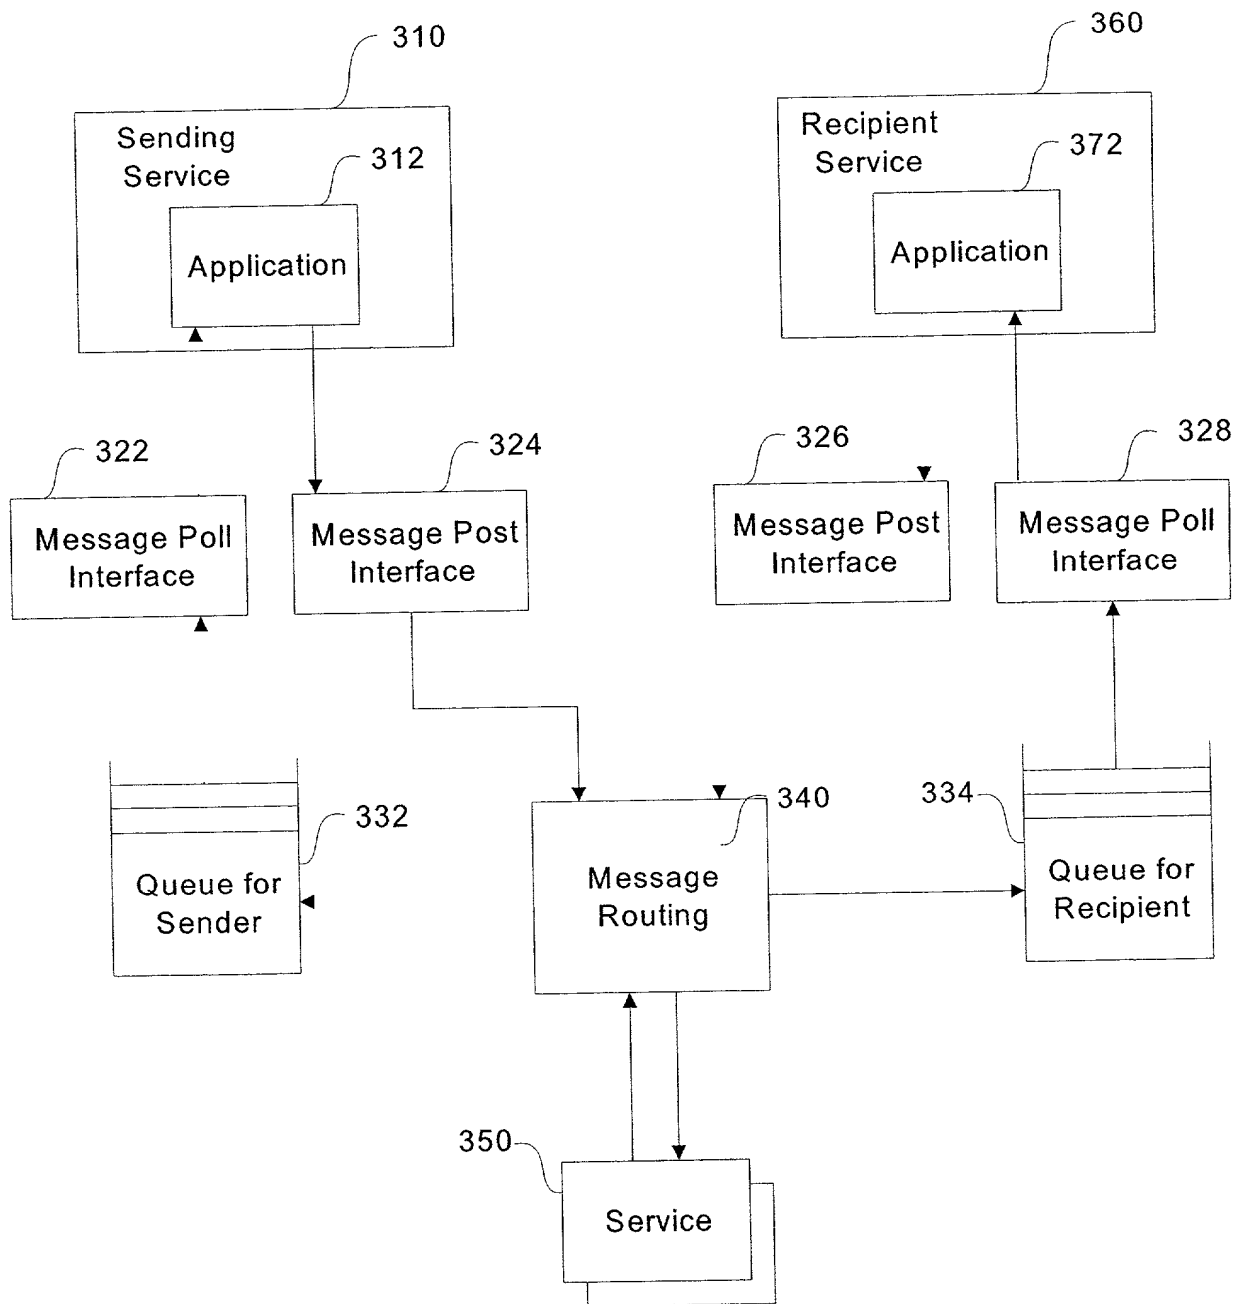 310
360
Sending
Service
Recipient
Service
312
372
Application
Application
322
324
326
328
Message Poll
Interface
Message Post
Interface
Message Post
Interface
Message Poll
Interface
332
340
334
Queue for
Sender
Message
Routing
Queue for
Recipient
350
Service